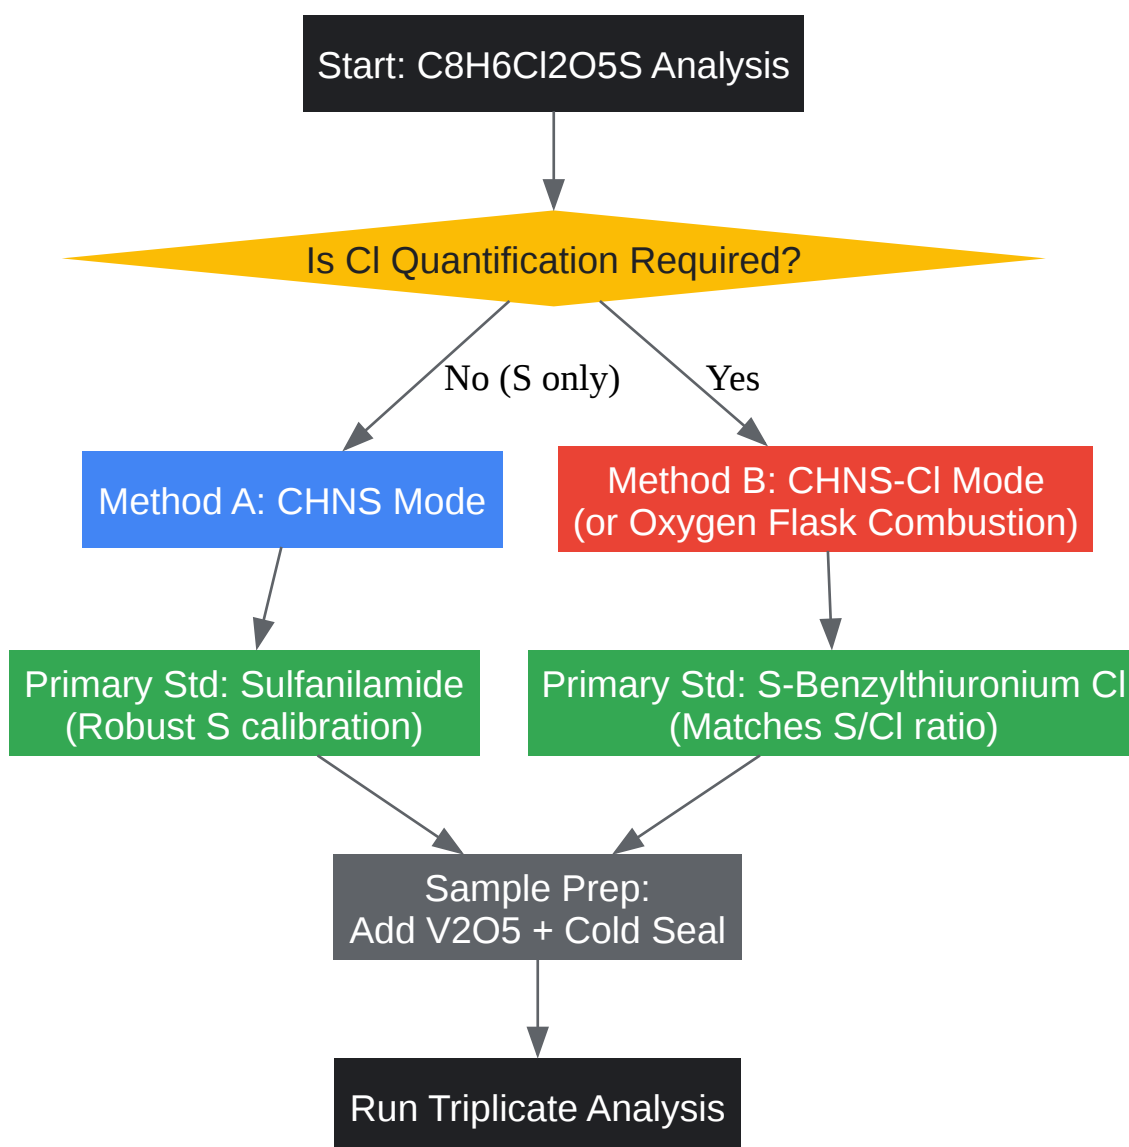 Start: C8H6Cl2O5S Analysis
Is Cl Quantification Required?
No (S only)
Yes
Method A: CHNS Mode
Method B: CHNS-Cl Mode
(or Oxygen Flask Combustion)
Primary Std: Sulfanilamide
(Robust S calibration)
Primary Std: S-Benzylthiuronium Cl
(Matches S/Cl ratio)
Sample Prep:
Add V2O5 + Cold Seal
Run Triplicate Analysis